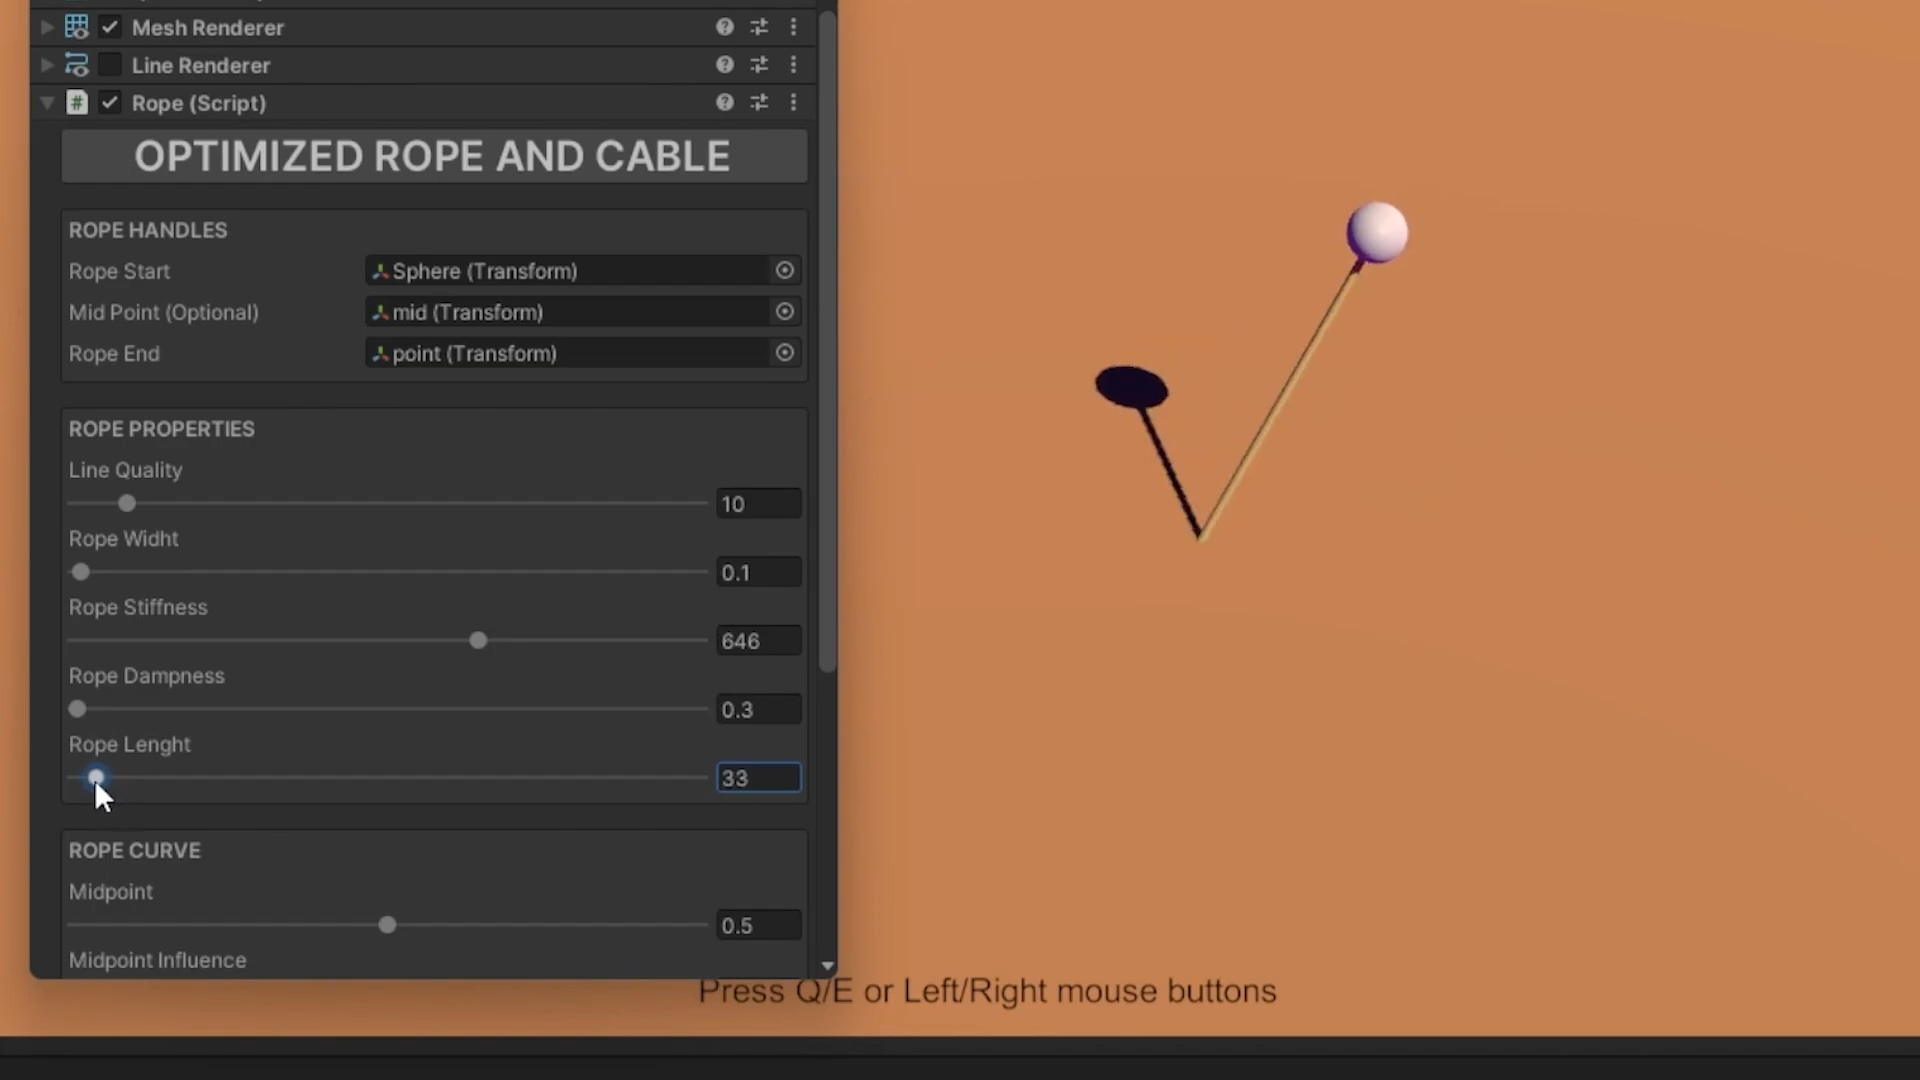 Mesh Renderer
Line Renderer
# Rope (Script)
OPTIMIZED ROPE AND CABLE
ROPE HANDLES
Rope Start Sphere (Transform)
Mid Point (Optional) mid (Transform)
Rope End point (Transform)
ROPE PROPERTIES
Line Quality
10
Rope Widht
0.1
Rope Stiffness
646
Rope Dampness
0.3
Rope Lenght
33
ROPE CURVE
Midpoint
0.5
Midpoint Influence
Press Q/E or Left/Right mouse buttons